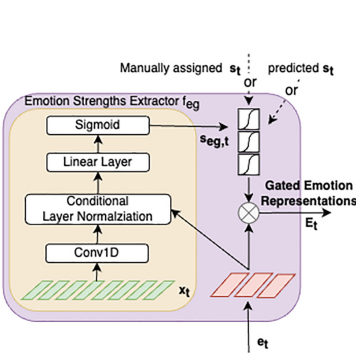 Manually assigned s_t
predicted s_t
or
or
Emotion Strengths Extractor f_eg
Sigmoid
s_eg,t
Linear Layer
Gated Emotion
Representations
E_t
Conditional
Layer Normalziation
Conv1D
x_t
e_t